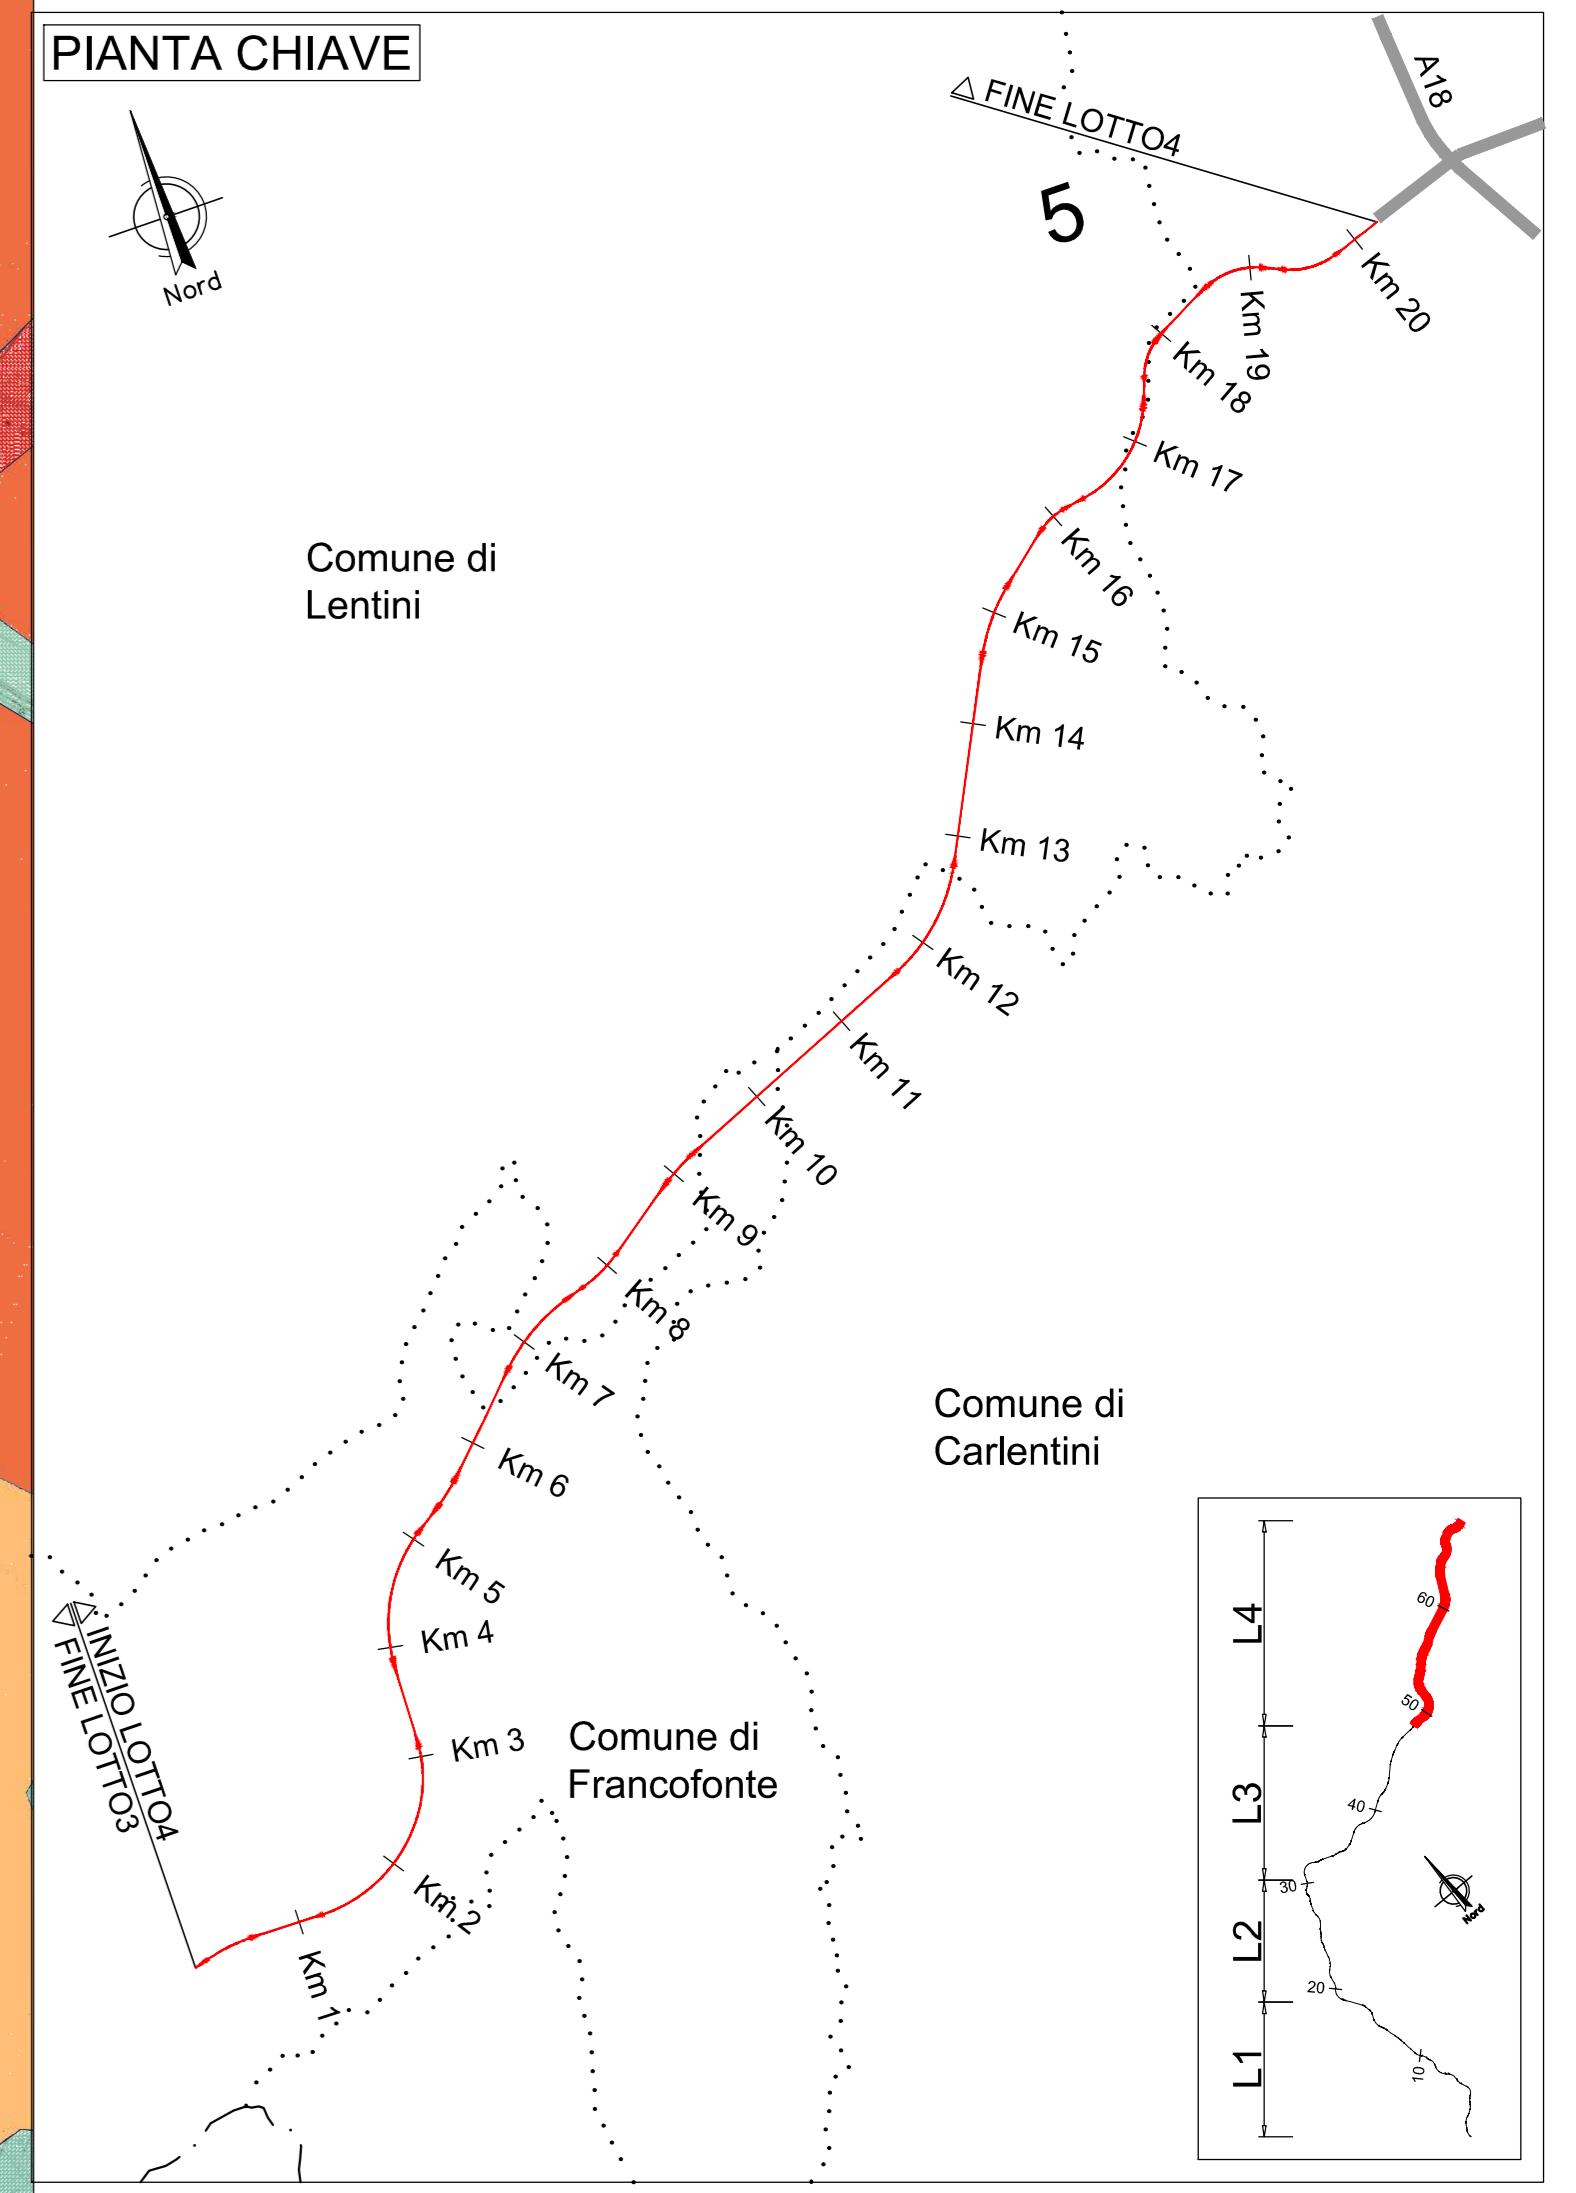 PIANTA CHIAVE
A18
FINE LOTTO4
5
Nord
Km 20
Km 19
Km 18
Km 17
Comune di
Lentini
Km 16
Km 15
Km 14
Km 13
Km 12
Km 11
Km 10
Km 9
Km 8
Km 7
Comune di
Carlentini
Km 6
Km 5
Km 4
INIZIO LOTTO4
FINE LOTTO3
Km 3
Comune di
Francofonte
Km 2
Km 1
L4
60
50
L3
40
30
Nord
L2
20
L1
10